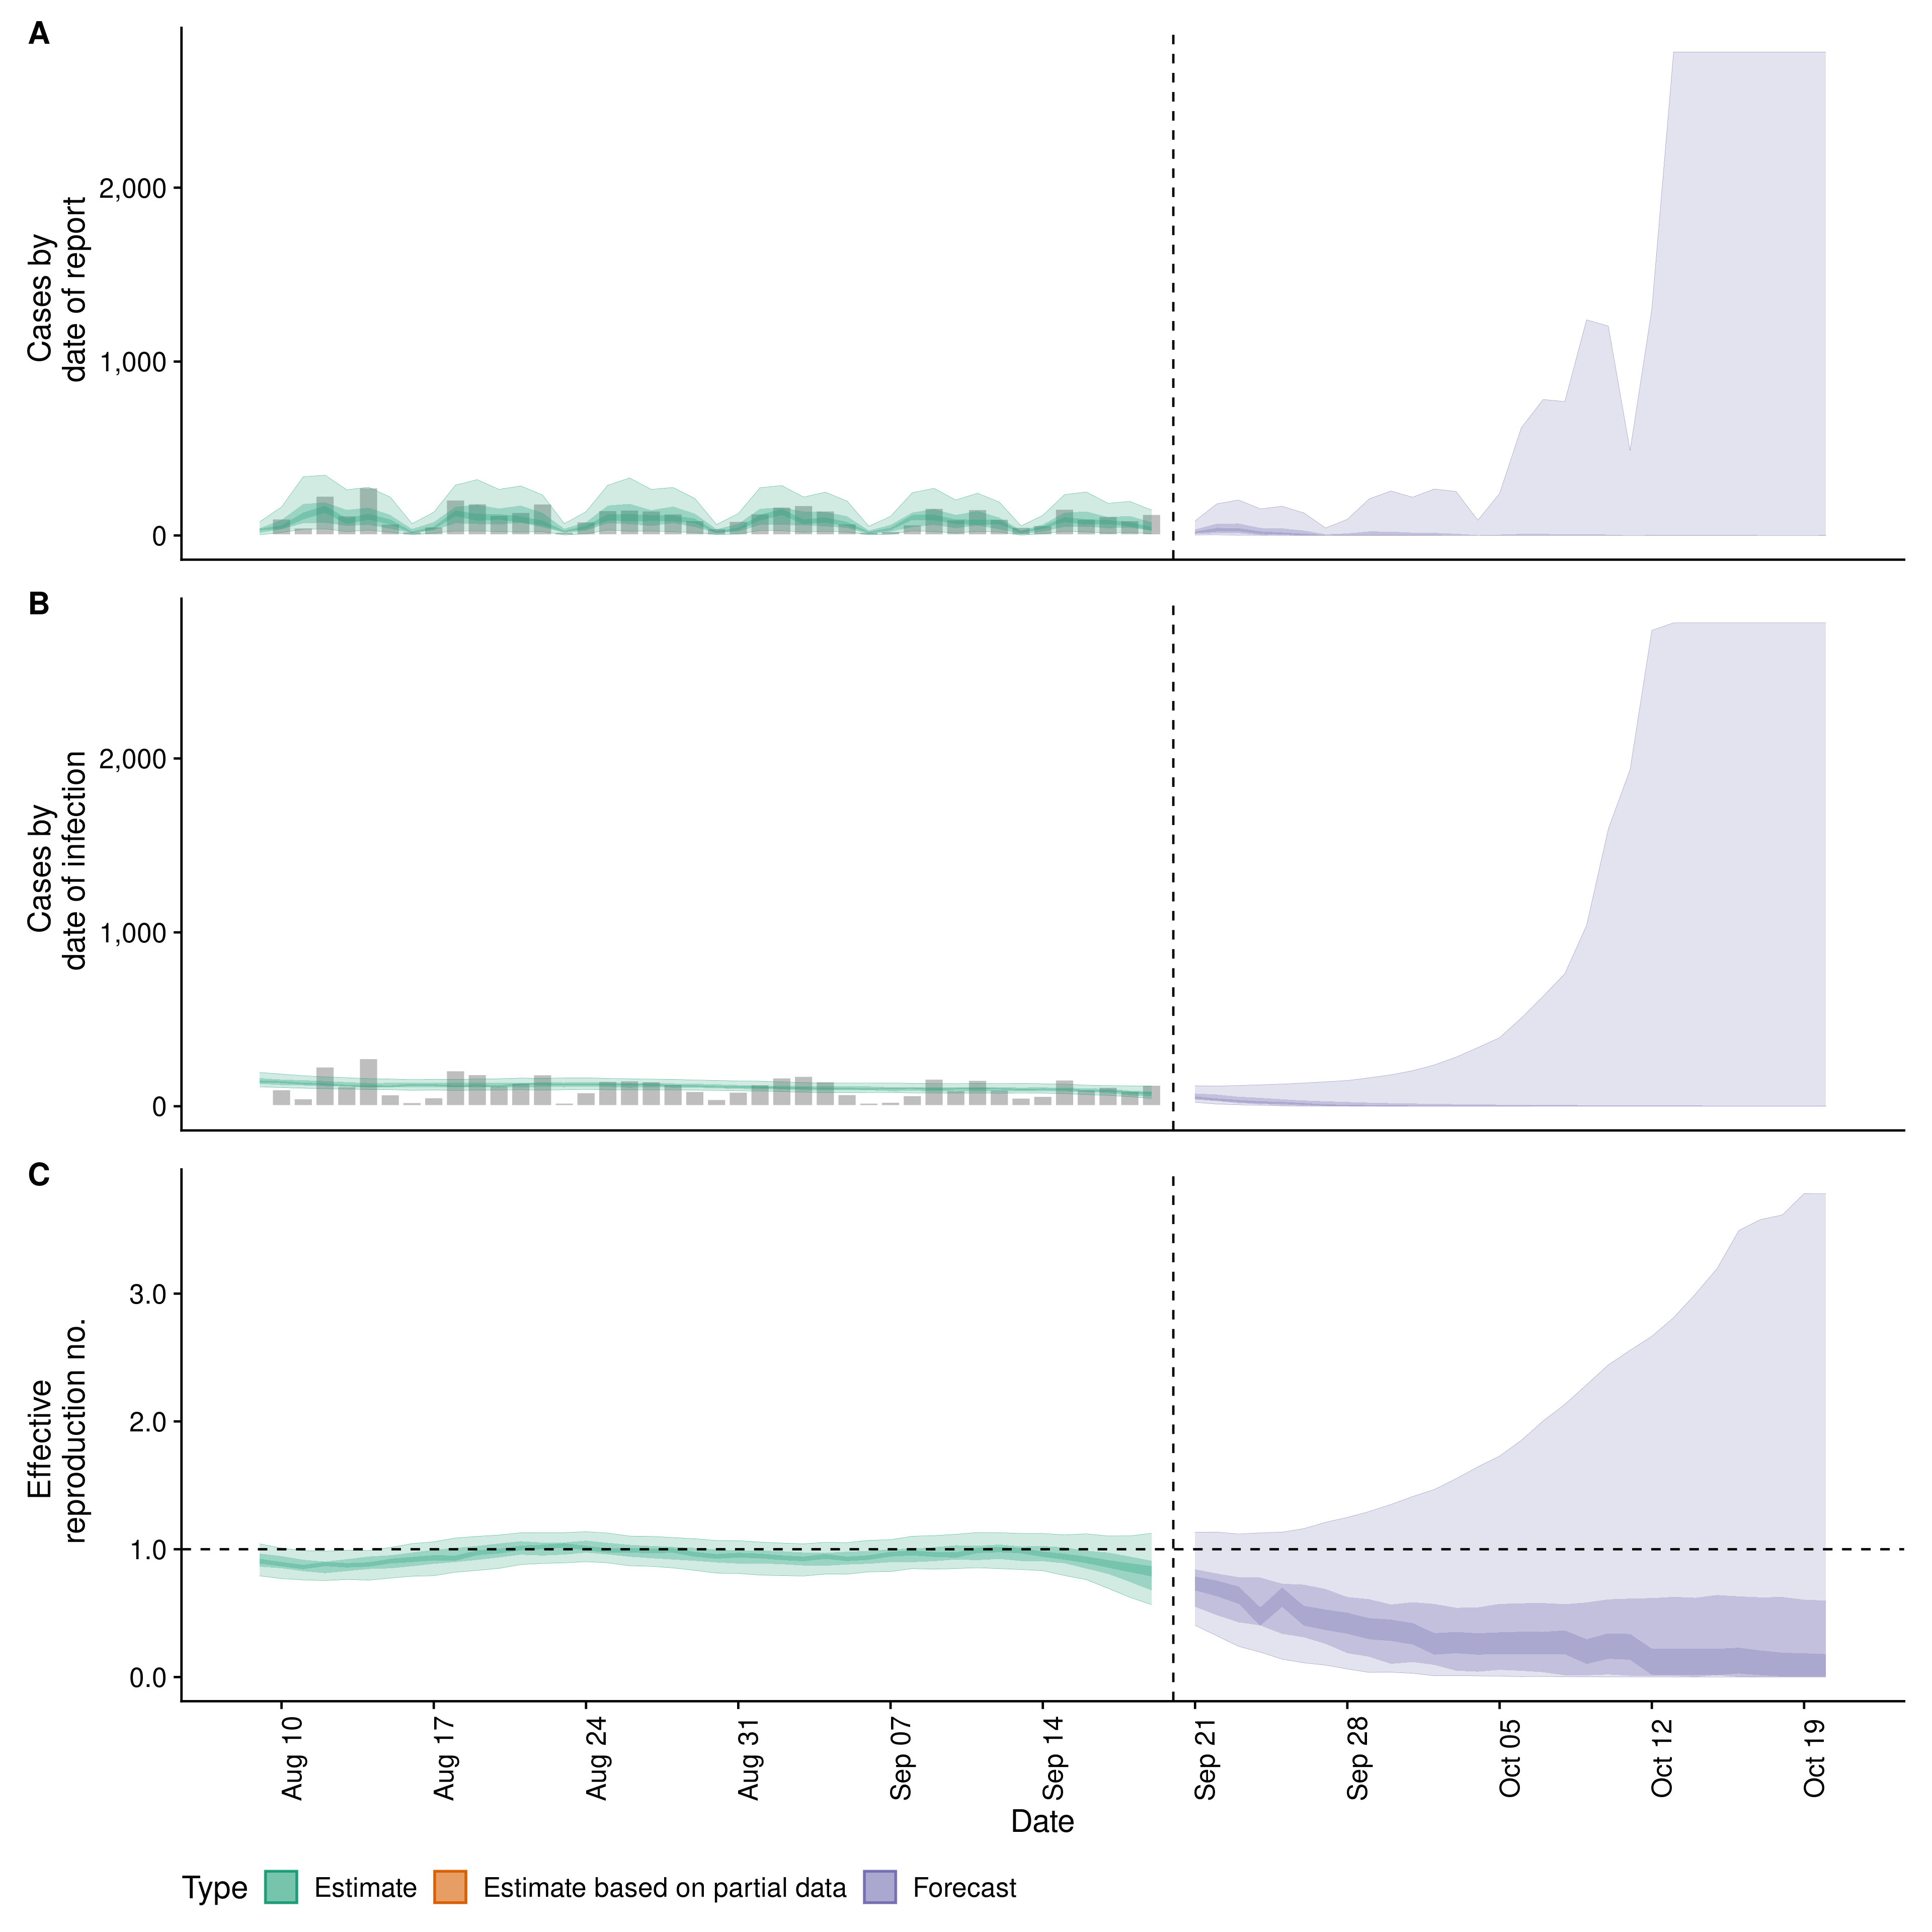 A
Cases by
date of report
2,000
1,000
0
B
Cases by
date of infection
2,000
1,000
0
C
Effective
reproduction no.
3.0
2.0
1.0
0.0
Aug 10
Aug 17
Aug 24
Aug 31
Sep 07
Sep 14
Sep 21
Sep 28
Oct 05
Oct 12
Oct 19
Date
Type Estimate Estimate based on partial data Forecast